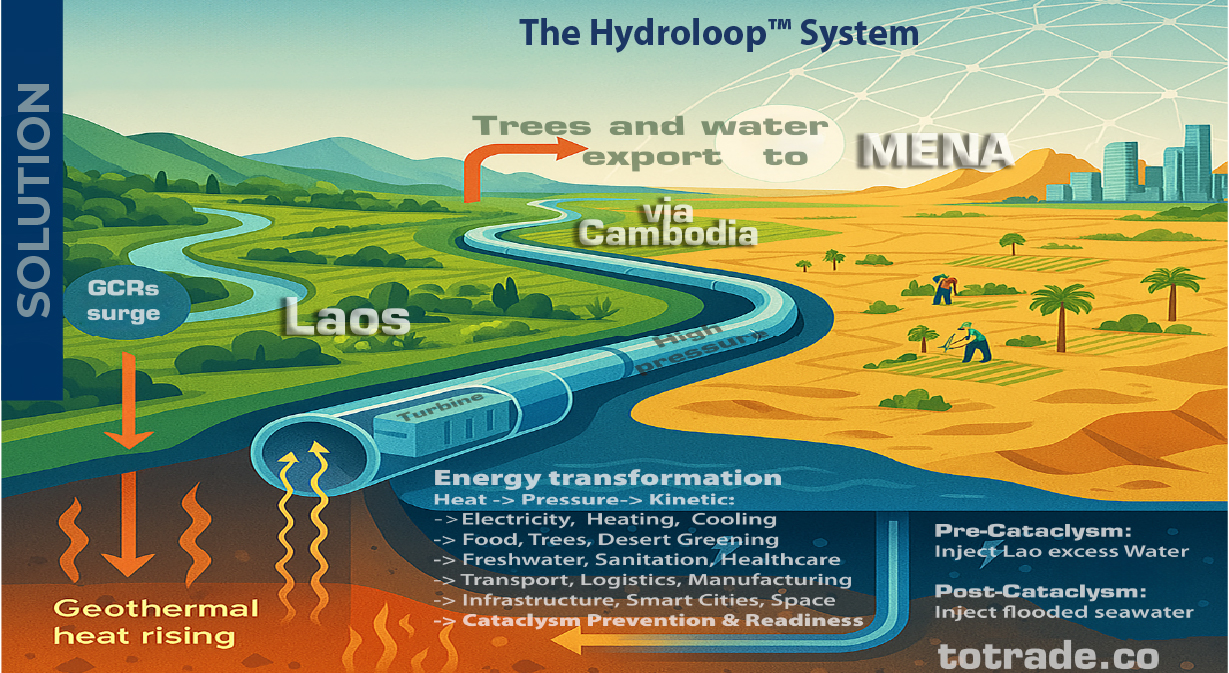 The Hydroloop™ System
SOLUTION
Trees and water
export to MENA
via
Cambodia
GCRs
surge
Laos
High
pressure
Turbine
Energy transformation
Heat -> Pressure-> Kinetic:
-> Electricity, Heating, Cooling
-> Food, Trees, Desert Greening
-> Freshwater, Sanitation, Healthcare
-> Transport, Logistics, Manufacturing
-> Infrastructure, Smart Cities, Space
-> Cataclysm Prevention & Readiness
Pre-Cataclysm:
Inject Lao excess Water
Post-Cataclysm:
Inject flooded seawater
Geothermal
heat rising
totrade.co